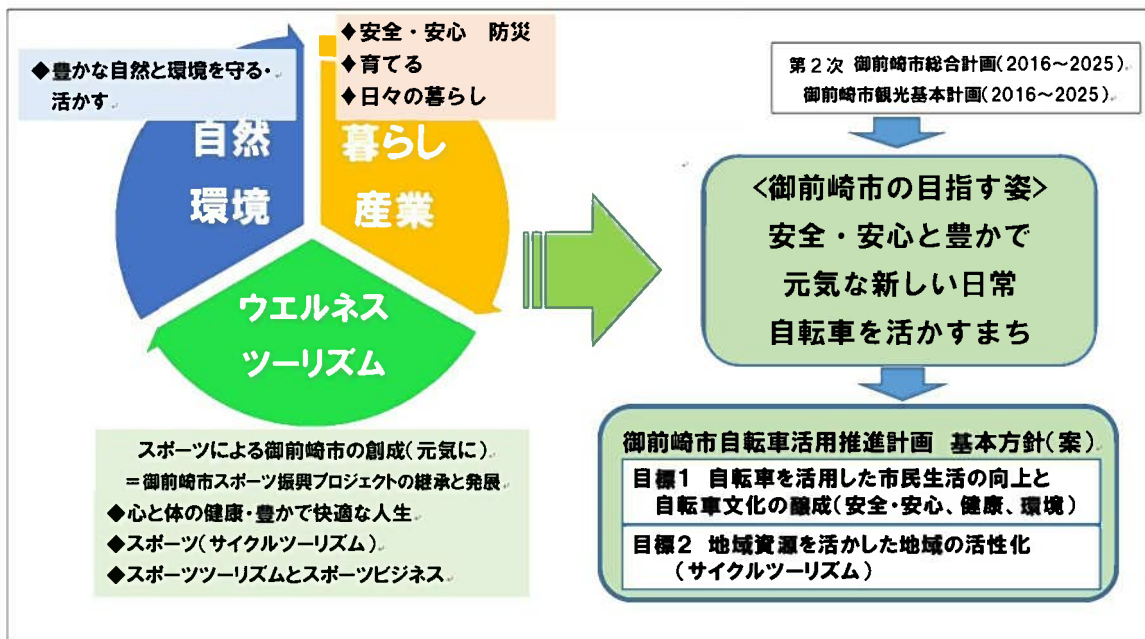 ◆豊かな自然と環境を守る・
活かす
◆安全・安心　防災
◆育てる
◆日々の暮らし
自然
環境
暮らし
産業
ウエルネス
ツーリズム
スポーツによる御前崎市の創成(元気に)
＝御前崎市スポーツ振興プロジェクトの継承と発展
◆心と体の健康・豊かで快適な人生
◆スポーツ(サイクルツーリズム)
◆スポーツツーリズムとスポーツビジネス
第２次 御前崎市総合計画(2016～2025)
御前崎市観光基本計画(2016～2025)
<御前崎市の目指す姿>
安全・安心と豊かで
元気な新しい日常
自転車を活かすまち
御前崎市自転車活用推進計画 基本方針(案)
目標１ 自転車を活用した市民生活の向上と
自転車文化の醸成(安全・安心、健康、環境)
目標２ 地域資源を活かした地域の活性化
(サイクルツーリズム)